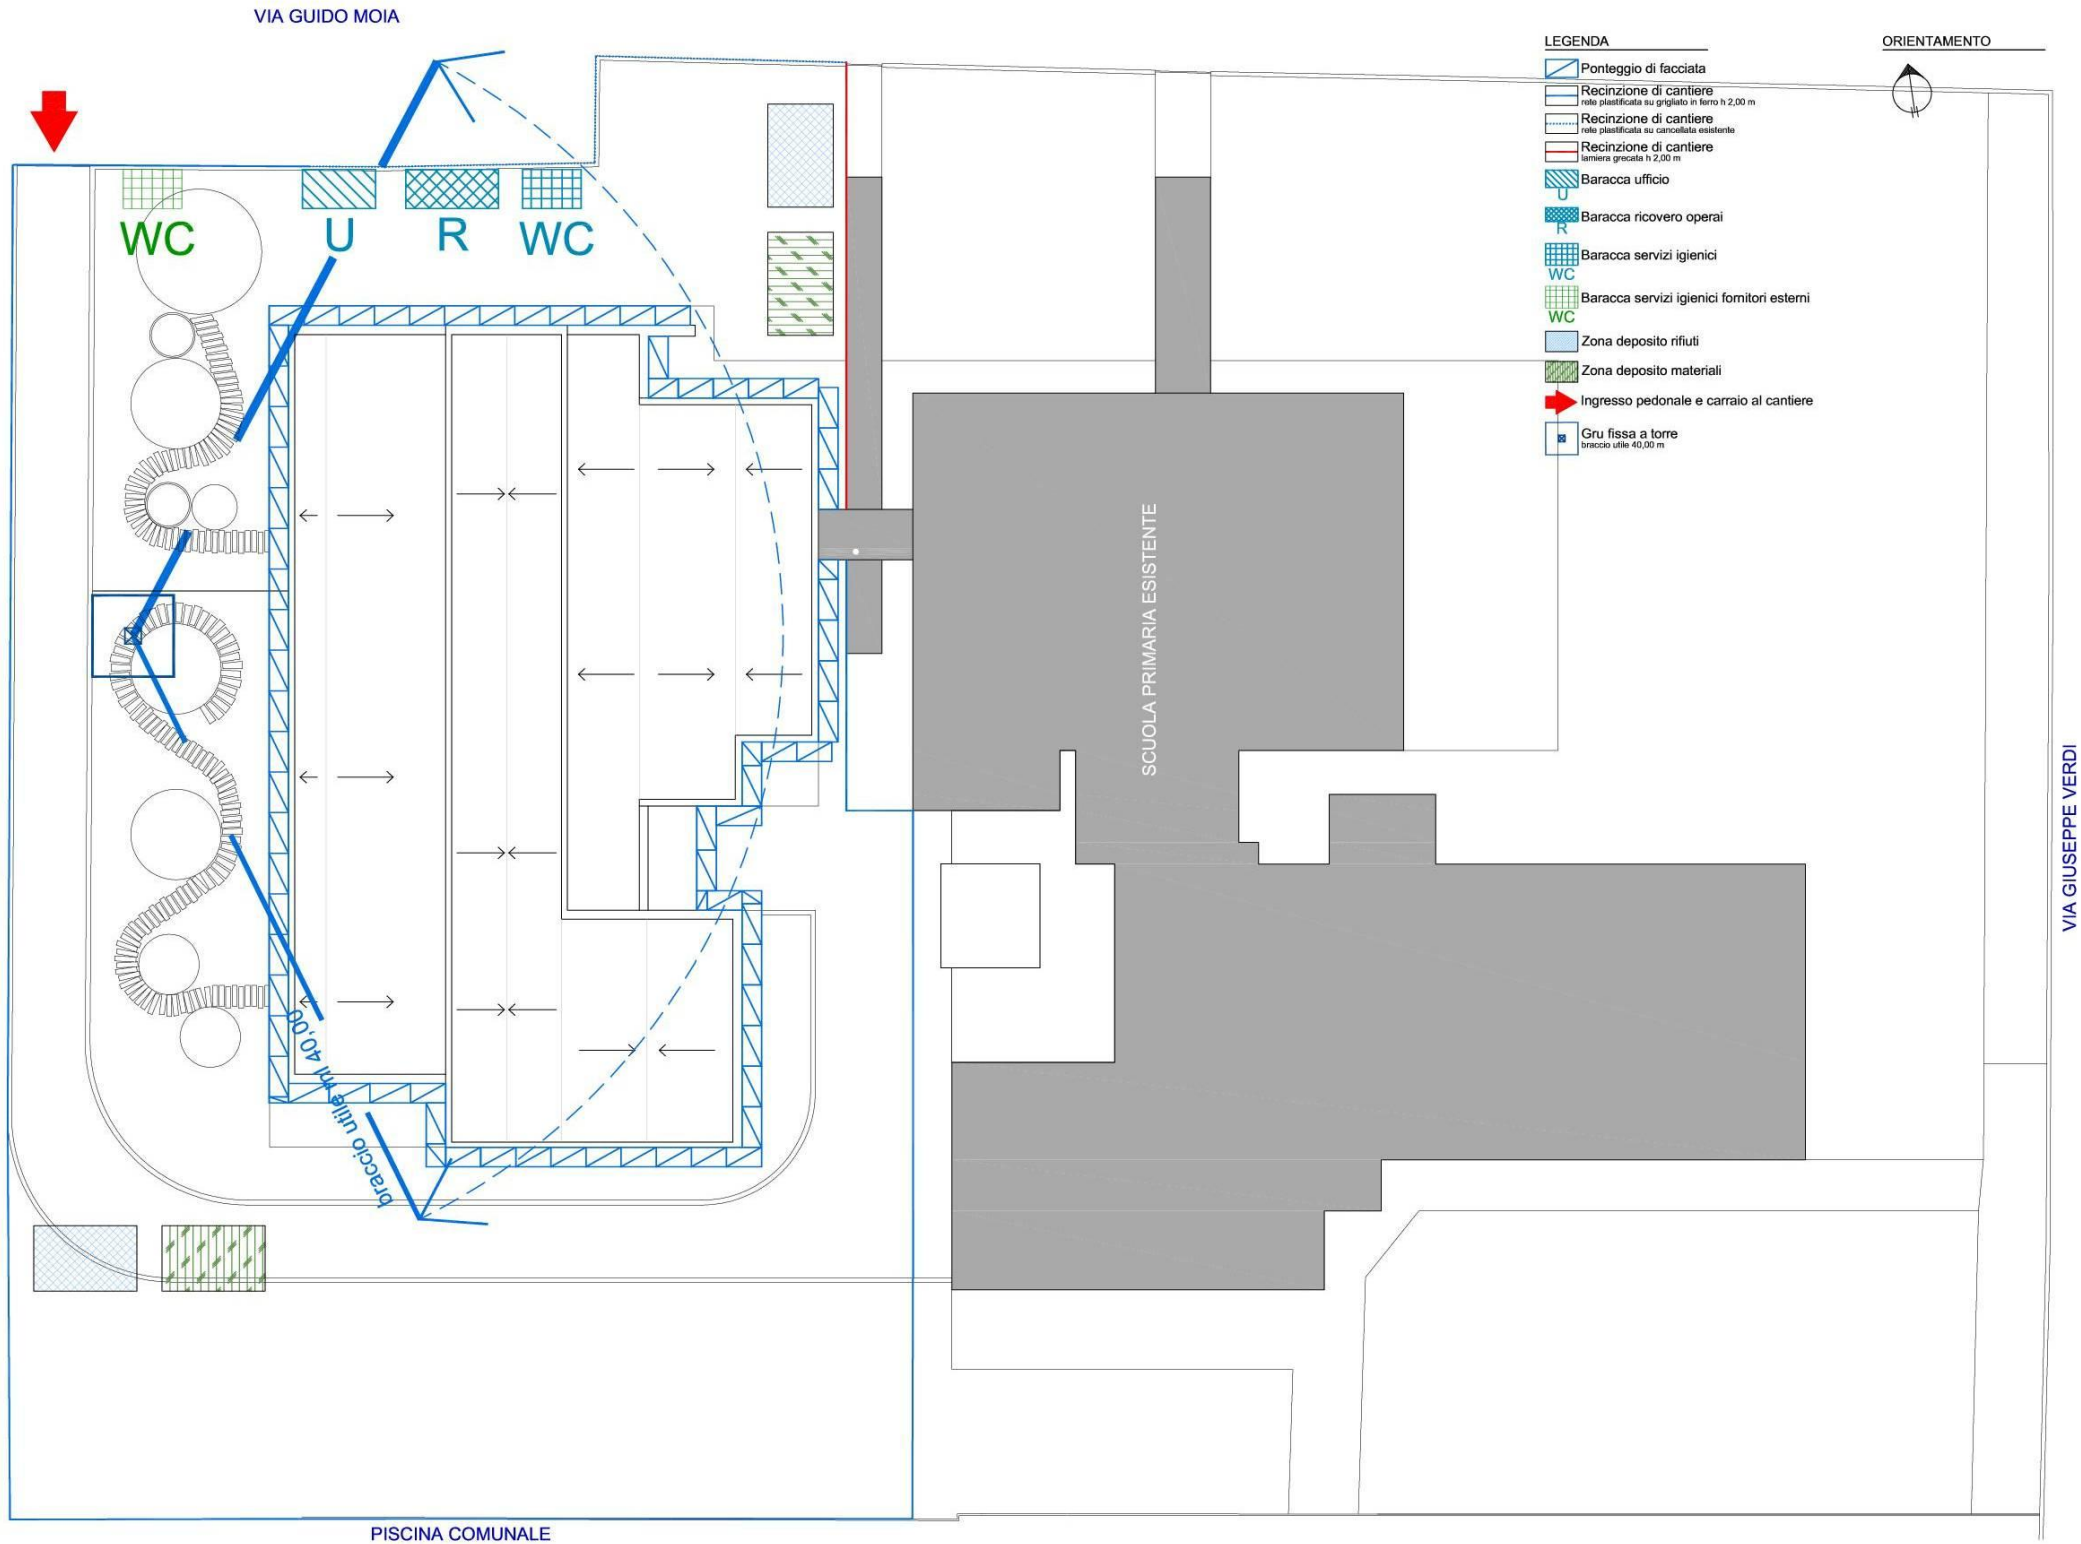 VIA GUIDO MOIA
LEGENDA
ORIENTAMENTO
Ponteggio di facciata
Recinzione di cantiere
rete plastificata su grigliato in ferro h 2,00 m
Recinzione di cantiere
rete plastificata su cancellata esistente
Recinzione di cantiere
lamiera grecata h 2,00 m
Baracca ufficio
U
Baracca ricovero operai
R
Baracca servizi igienici
WC
Baracca servizi igienici fornitori esterni
WC
Zona deposito rifiuti
Zona deposito materiali
Ingresso pedonale e carraio al cantiere
Gru fissa a torre
braccio utile 40,00 m
WC
U
R
WC
SCUOLA PRIMARIA ESISTENTE
VIA GIUSEPPE VERDI
braccio utile ml 40,00
PISCINA COMUNALE